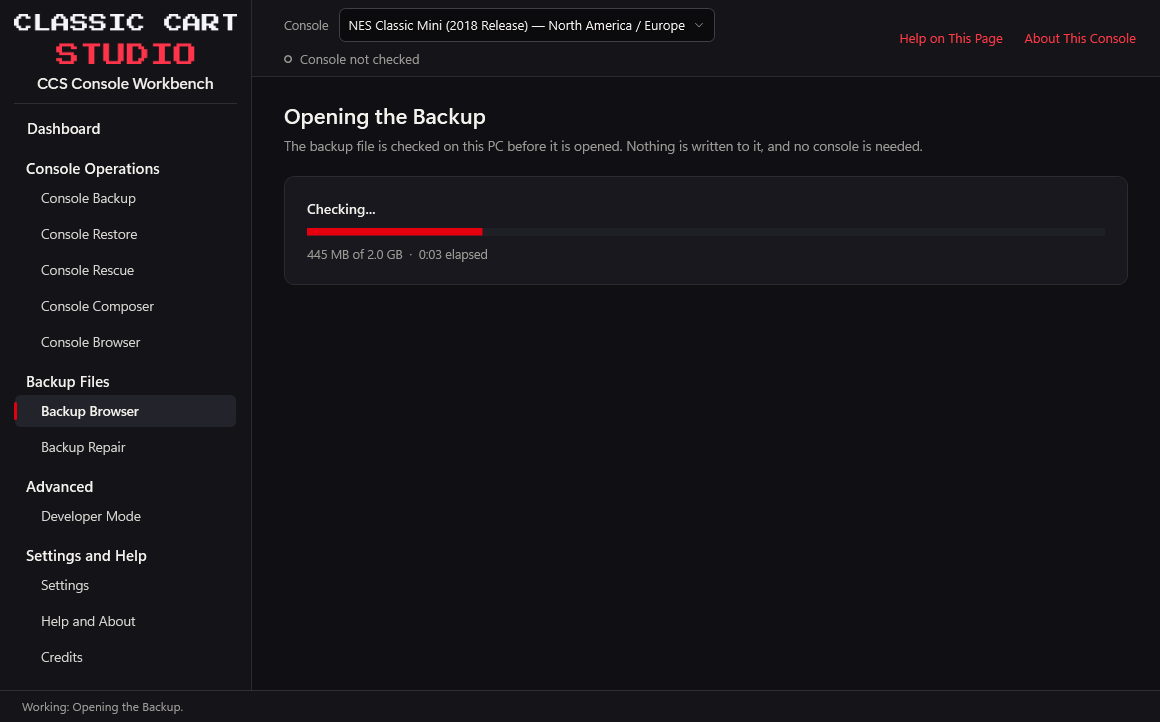 CLASSIC CART
STUDIO
CCS Console Workbench
Dashboard
Console Operations
Console Backup
Console Restore
Console Rescue
Console Composer
Console Browser
Backup Files
Backup Browser
Backup Repair
Advanced
Developer Mode
Settings and Help
Settings
Help and About
Credits
Console
NES Classic Mini (2018 Release) — North America / Europe
Console not checked
Help on This Page
About This Console
Opening the Backup
The backup file is checked on this PC before it is opened. Nothing is written to it, and no console is needed.
Checking...
445 MB of 2.0 GB · 0:03 elapsed
Working: Opening the Backup.